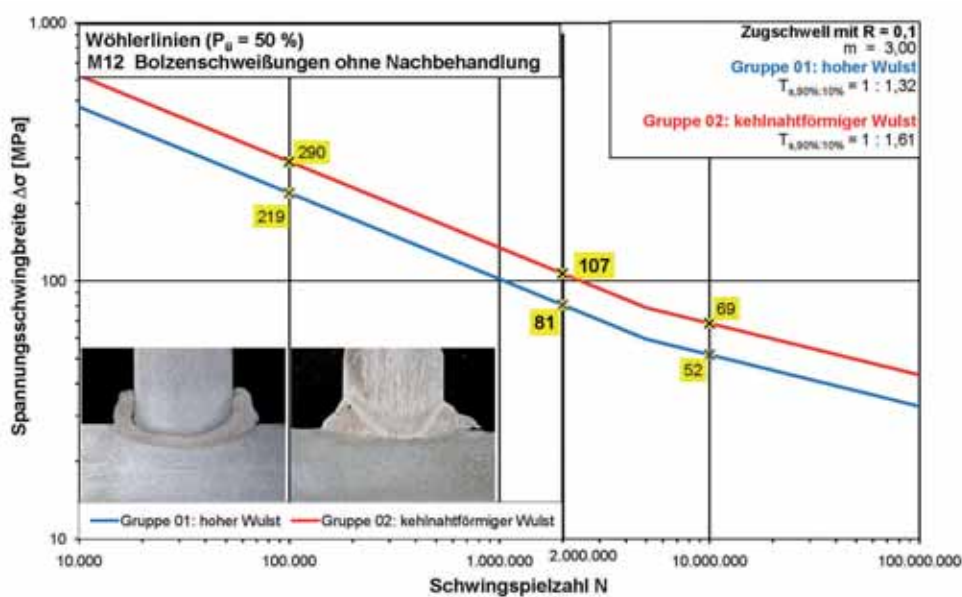 1.000
100
10
Spannungsschwingbreite Δσ [MPa]
Wöhlerlinien (Pü = 50 %)
M12 Bolzenschweißungen ohne Nachbehandlung
Zugschwell mit R = 0,1
m = 3,00
Gruppe 01: hoher Wulst
Ts,90%:10% = 1 : 1,32
Gruppe 02: kehlnahtförmiger Wulst
Ts,90%:10% = 1 : 1,61
290
219
107
81
69
52
Gruppe 01: hoher Wulst
Gruppe 02: kehlnahtförmiger Wulst
10.000
100.000
1.000.000
2.000.000
10.000.000
100.000.000
Schwingspielzahl N